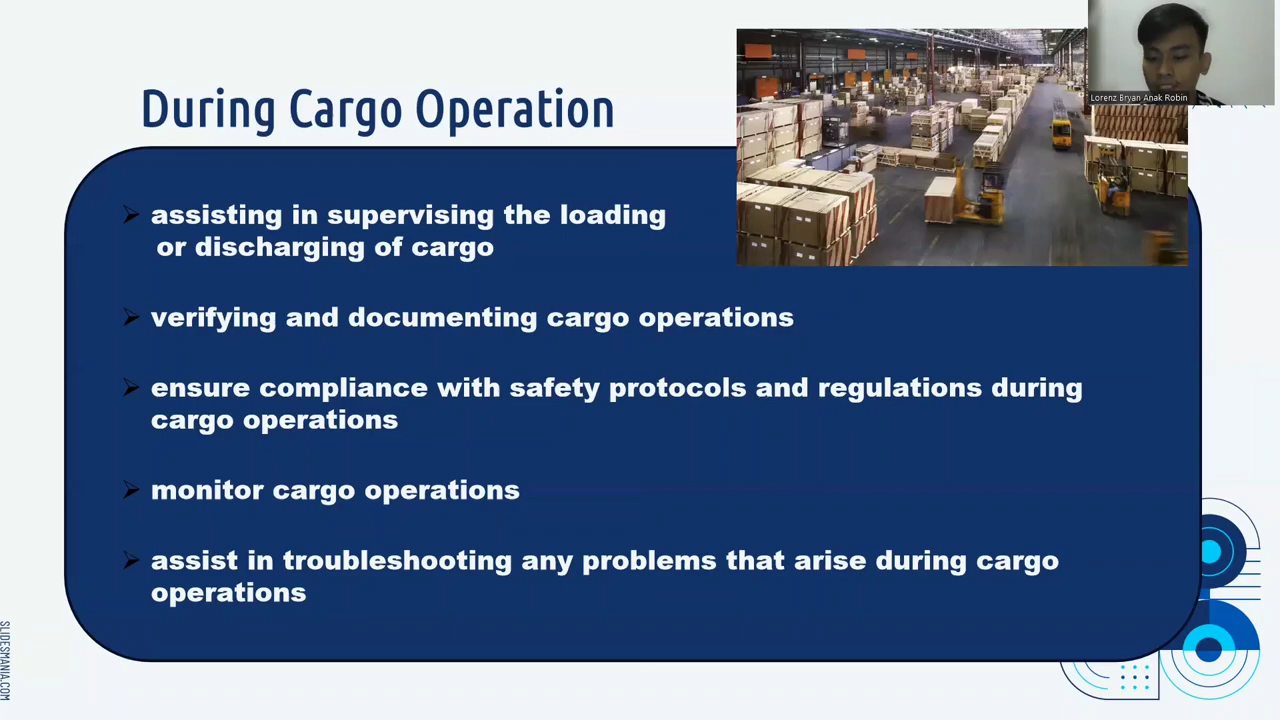 During Cargo Operation
Lorenz Bryan Anak Robin
➢ assisting in supervising the loading
or discharging of cargo
➢ verifying and documenting cargo operations
➢ ensure compliance with safety protocols and regulations during
cargo operations
➢ monitor cargo operations
➢ assist in troubleshooting any problems that arise during cargo
operations
SLIDESMANIA.COM